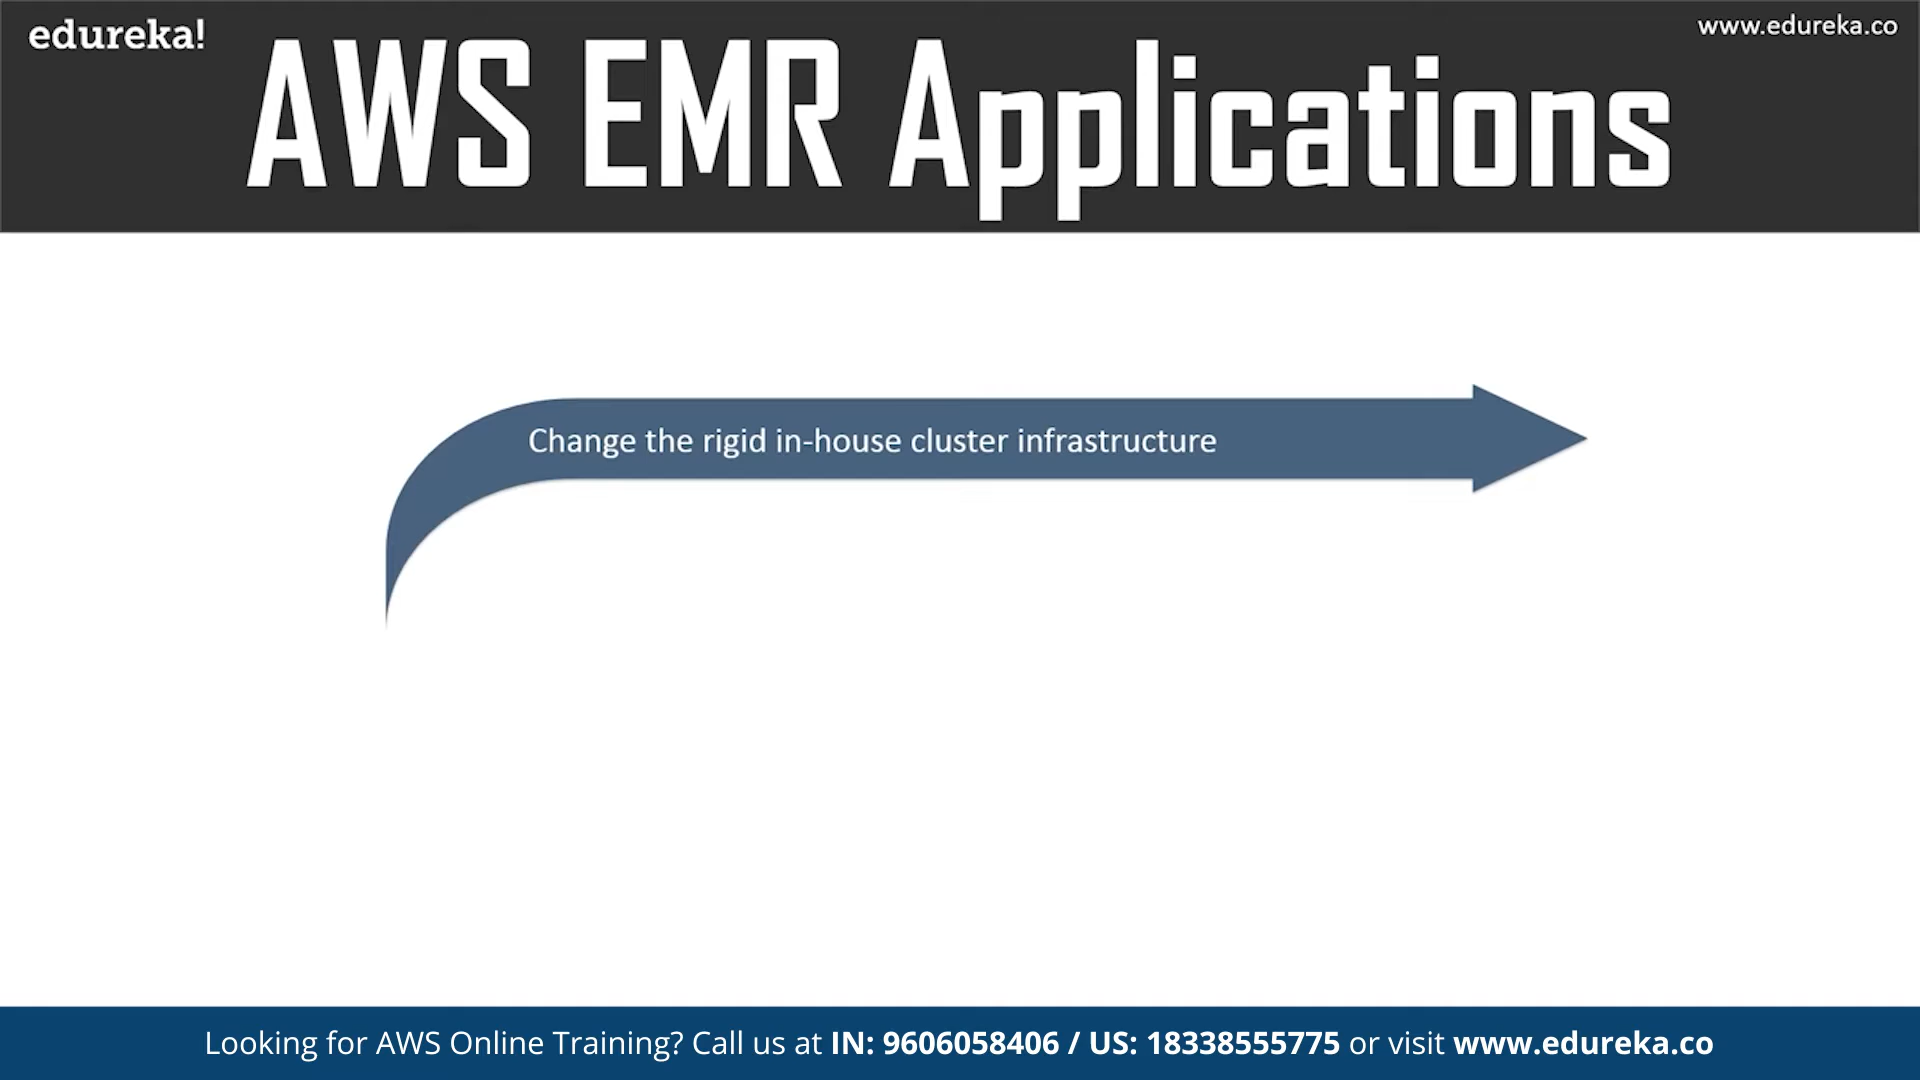 edureka!
www.edureka.co
AWS EMR Applications
Change the rigid in-house cluster infrastructure
Looking for AWS Online Training? Call us at IN: 9606058406 / US: 18338555775 or visit www.edureka.co